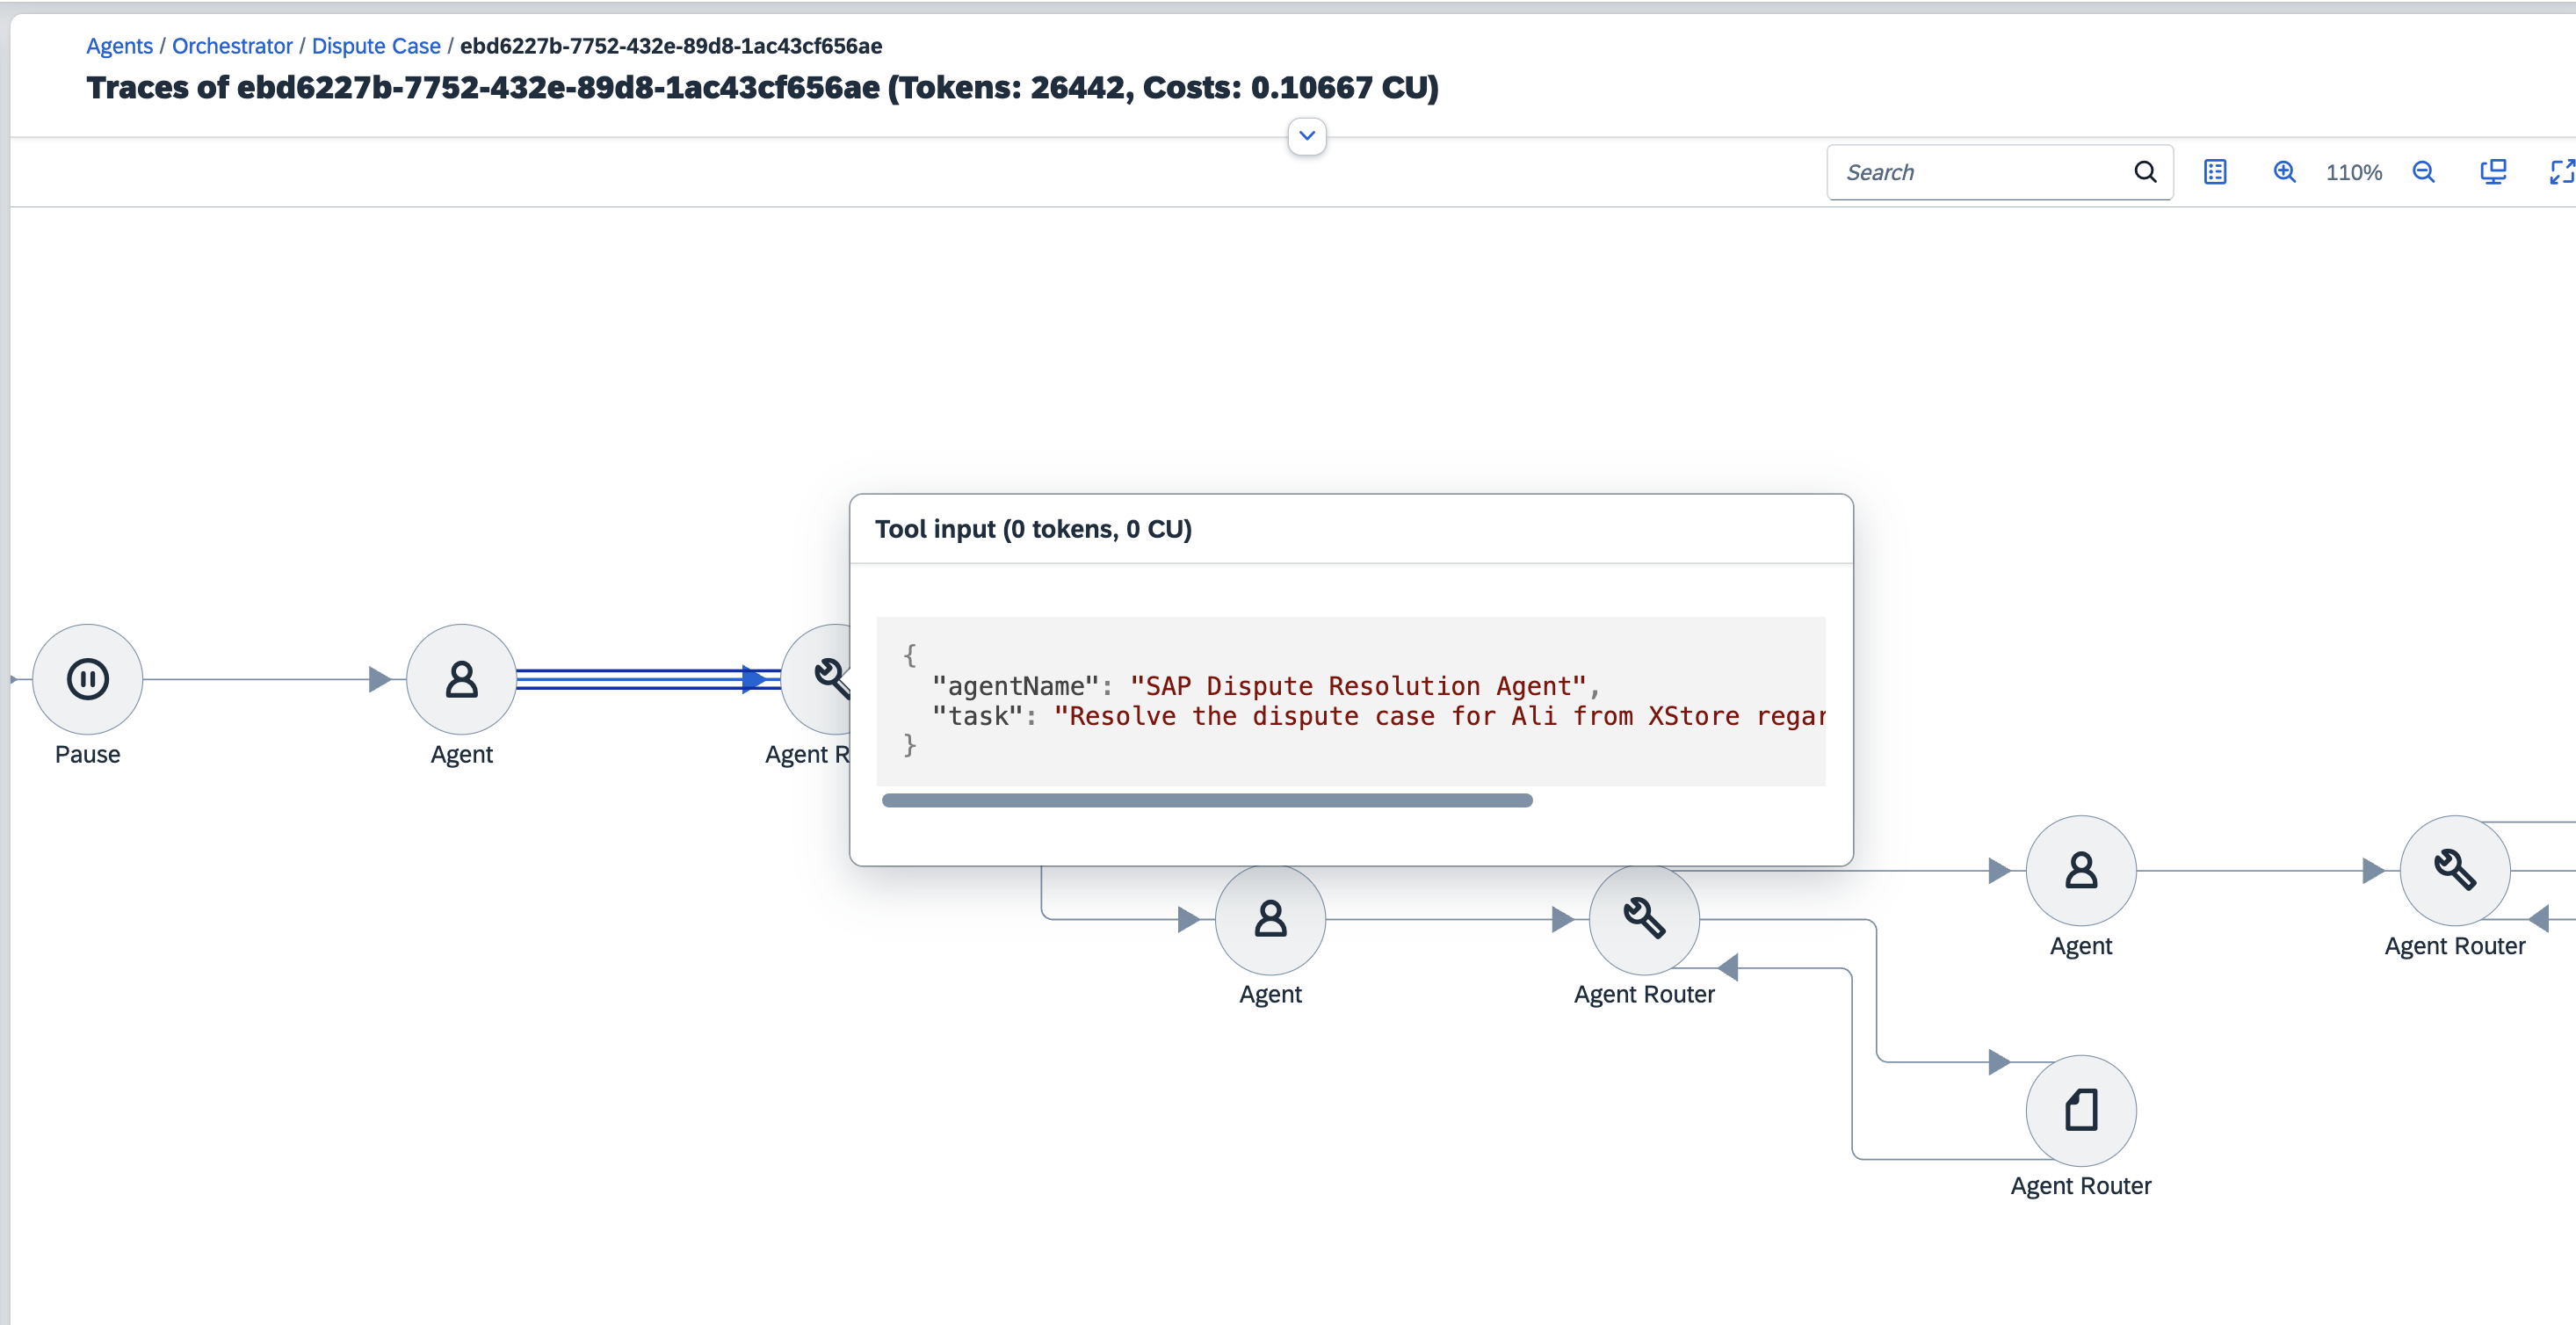 Agents / Orchestrator / Dispute Case / ebd6227b-7752-432e-89d8-1ac43cf656ae
Traces of ebd6227b-7752-432e-89d8-1ac43cf656ae (Tokens: 26442, Costs: 0.10667 CU)
Search
110%
Tool input (0 tokens, 0 CU)
{
"agentName": "SAP Dispute Resolution Agent",
"task": "Resolve the dispute case for Ali from XStore regar
}
Pause
Agent
Agent R
Agent
Agent Router
Agent
Agent Router
Agent Router